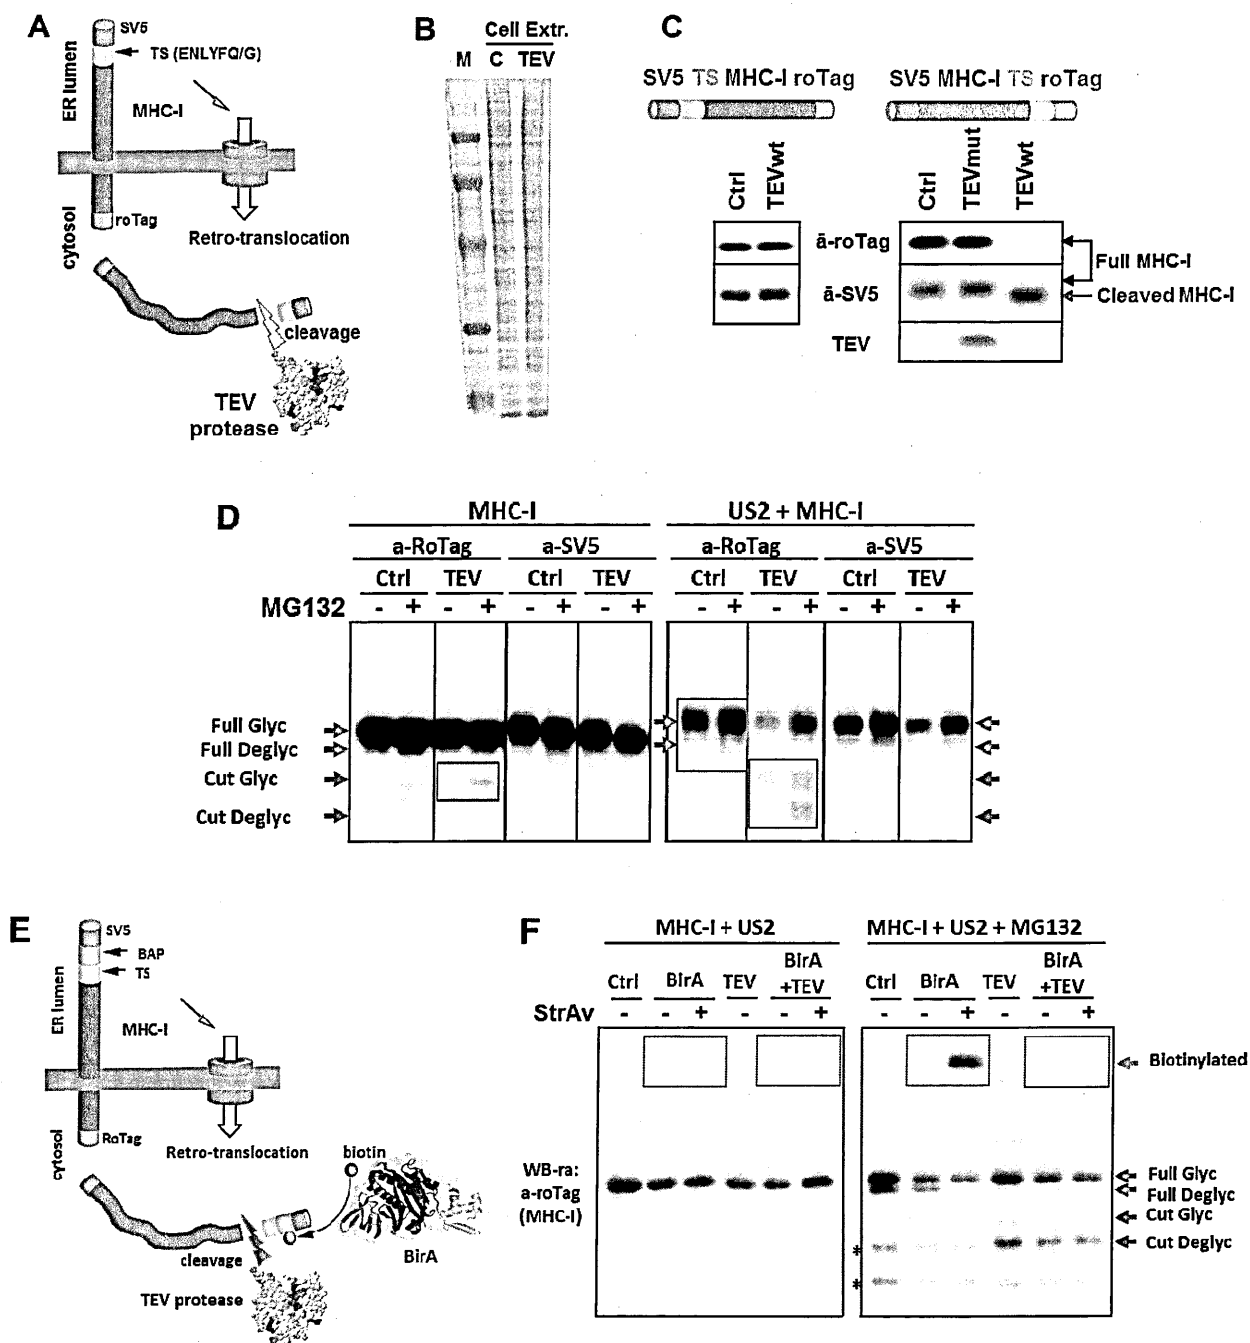 A
SV5
TS (ENLYFQ/G)
ER lumen
MHC-I
cytosol
roTag
Retro-translocation
cleavage
TEV
protease
B
Cell Extr.
M C TEV
C
SV5 TS MHC-I roTag
SV5 MHC-I TS roTag
Ctrl
TEVwt
Ctrl
TEVmut
TEVwt
ā-roTag
Full MHC-I
ā-SV5
Cleaved MHC-I
TEV
D
MHC-I
US2 + MHC-I
a-RoTag a-SV5 a-RoTag a-SV5
Ctrl TEV Ctrl TEV Ctrl TEV Ctrl TEV
MG132 - + - + - + - + - + - + - + - +
Full Glyc
Full Deglyc
Cut Glyc
Cut Deglyc
E
SV5
BAP
TS
ER lumen
MHC-I
cytosol
RoTag
Retro-translocation
biotin
BirA
cleavage
TEV protease
F
MHC-I + US2
MHC-I + US2 + MG132
Ctrl BirA TEV BirA +TEV
Ctrl BirA TEV BirA +TEV
StrAv - - + - - + - - + - - +
Biotinylated
WB-ra:
a-roTag
(MHC-I)
Full Glyc
Full Deglyc
Cut Glyc
Cut Deglyc
*
*